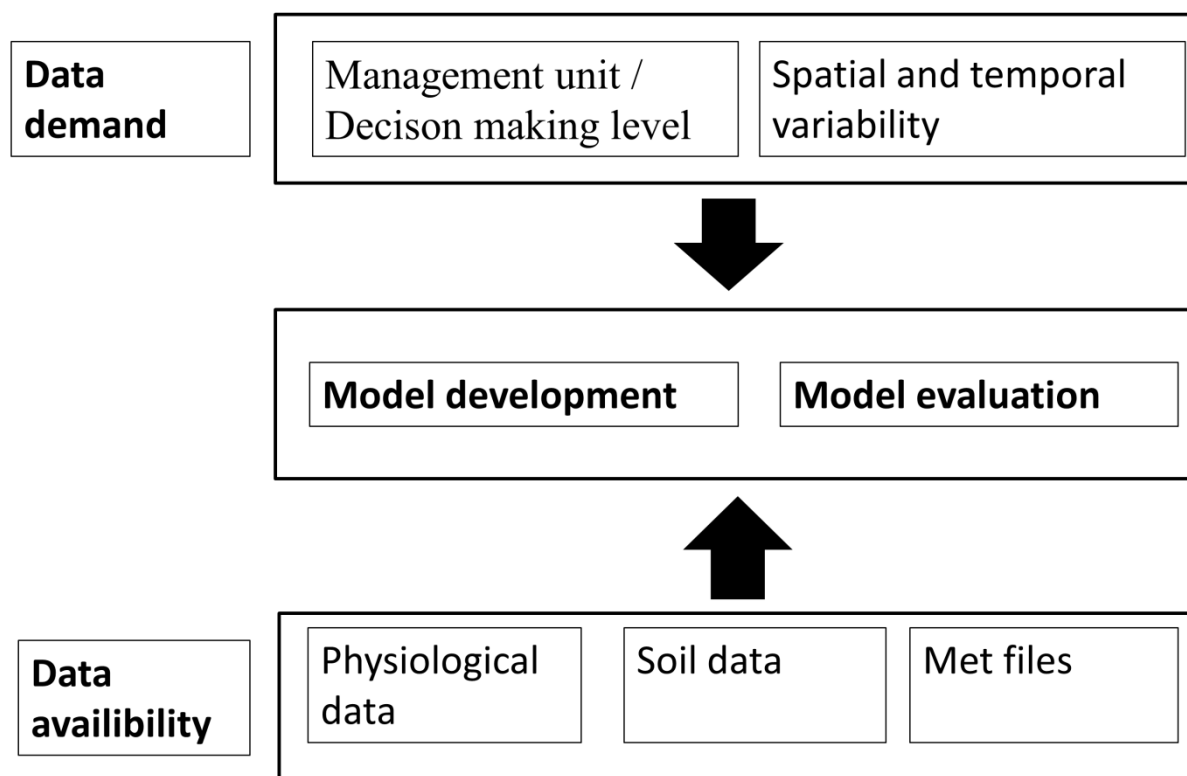 Data
demand
Management unit /
Decison making level
Spatial and temporal
variability
Model development
Model evaluation
Data
availibility
Physiological
data
Soil data
Met files